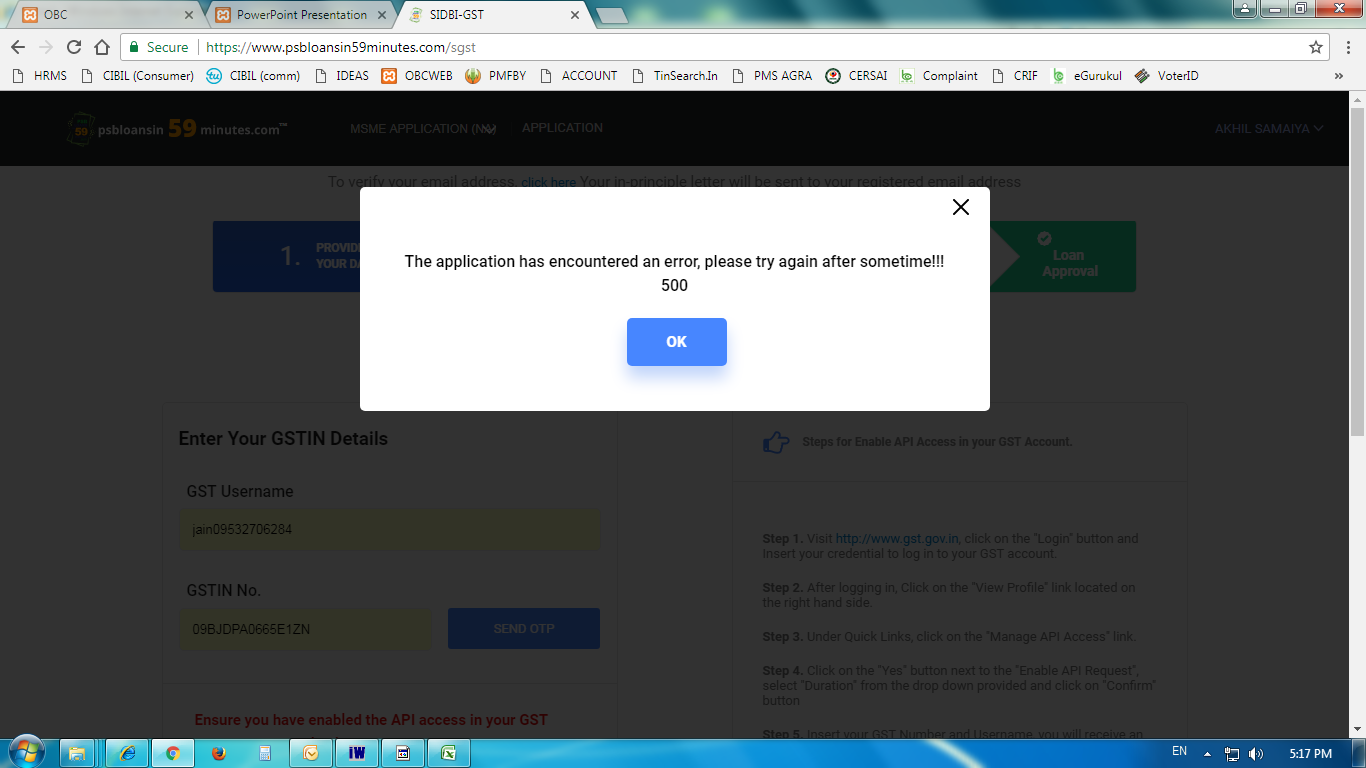 OBC
PowerPoint Presentation
SIDBI-GST
Secure
https://www.psbloansin59minutes.com/sgst
HRMS
CIBIL (Consumer)
CIBIL (comm)
IDEAS
OBCWEB
PMFBY
ACCOUNT
TinSearch.In
PMS AGRA
CERSAI
Complaint
CRIF
eGurukul
VoterID
psbloansin 59 minutes.com™
MSME APPLICATION
APPLICATION
AKHIL SAMAIYA
To verify your email address, click here Your in-principle letter will be sent to your registered email address
1.
YOUR
Loan
Approval
The application has encountered an error, please try again after sometime!!!
500
OK
Enter Your GSTIN Details
GST Username
jain09532706284
GSTIN No.
09BJDPA0665E1ZN
SEND OTP
Ensure you have enabled the API access in your GST
Steps for Enable API Access in your GST Account.
Step 1. Visit http://www.gst.gov.in, click on the "Login" button and
Insert your credential to log in to your GST account.
Step 2. After logging in, Click on the "View Profile" link located on
the right hand side.
Step 3. Under Quick Links, click on the "Manage API Access" link.
Step 4. Click on the "Yes" button next to the "Enable API Request",
select "Duration" from the drop down provided and click on "Confirm"
button
Step 5. Insert your GST Number and Username, you will receive an
EN
5:17 PM